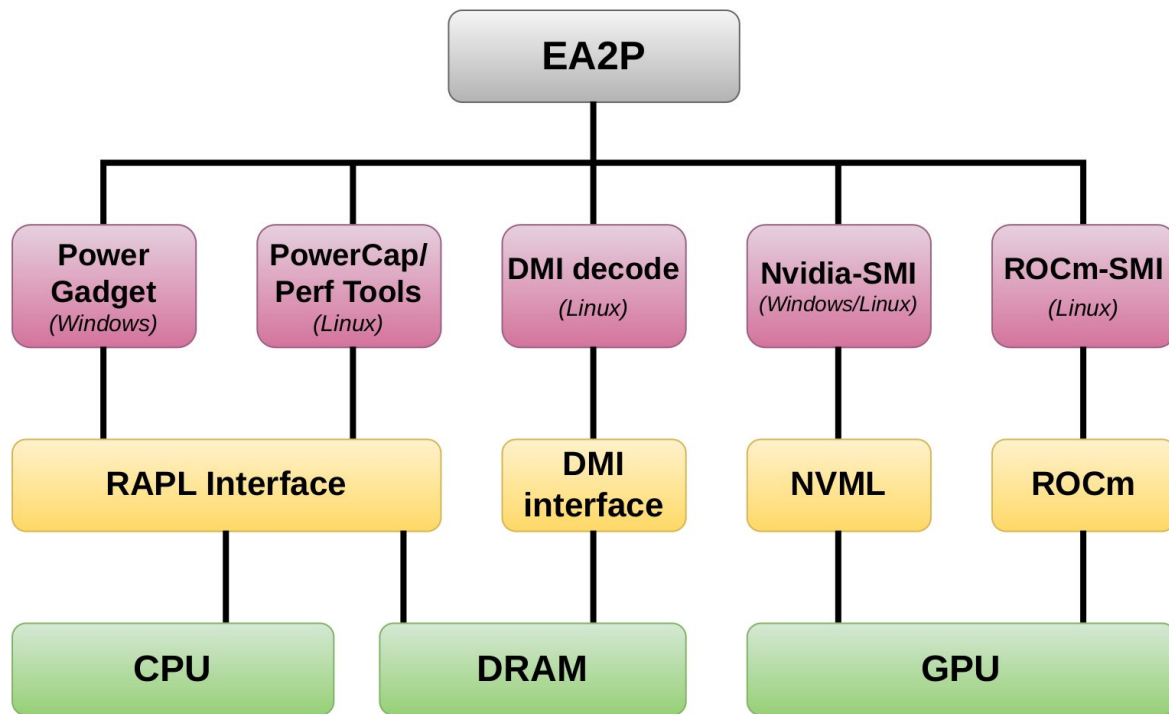 EA2P
Power
Gadget
(Windows)
PowerCap/
Perf Tools
(Linux)
DMI decode
(Linux)
Nvidia-SMI
(Windows/Linux)
ROCm-SMI
(Linux)
RAPL Interface
DMI
interface
NVML
ROCm
CPU
DRAM
GPU